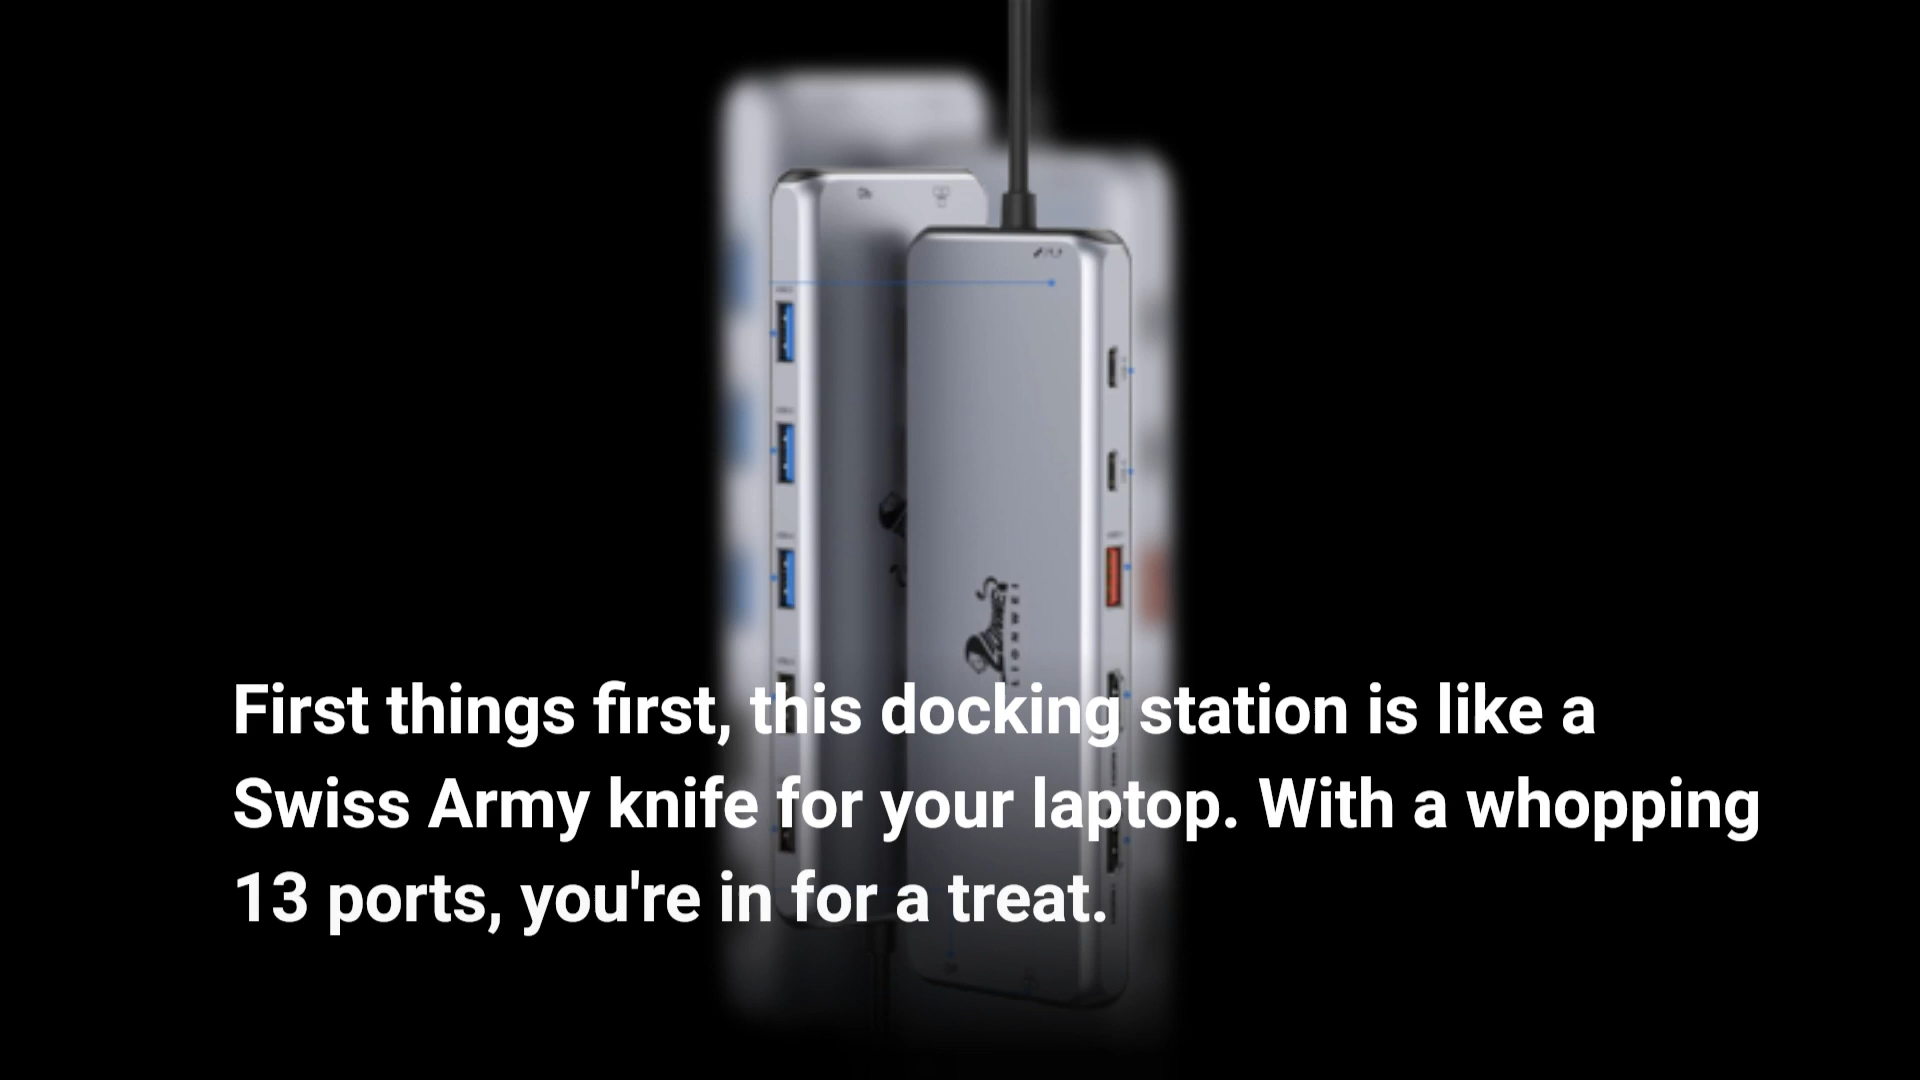 LIONWEI
First things first, this docking station is like a
Swiss Army knife for your laptop. With a whopping
13 ports, you're in for a treat.